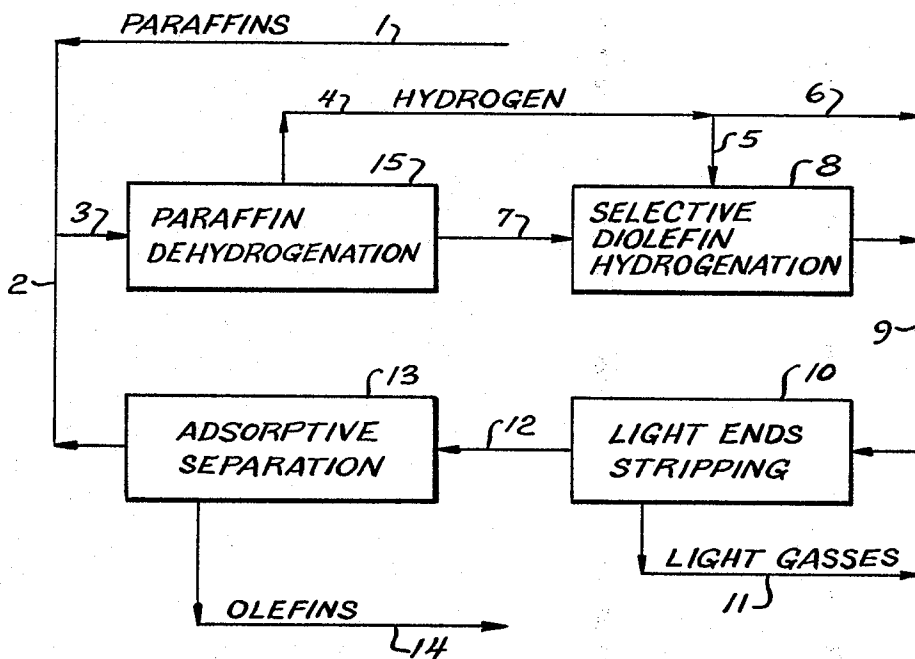 PARAFFINS 1
4 HYDROGEN 6
5
15 8
3 PARAFFIN DEHYDROGENATION 7 SELECTIVE DIOLEFIN HYDROGENATION
2
9
13 10
ADSORPTIVE SEPARATION 12 LIGHT ENDS STRIPPING
LIGHT GASSES
11
OLEFINS
14